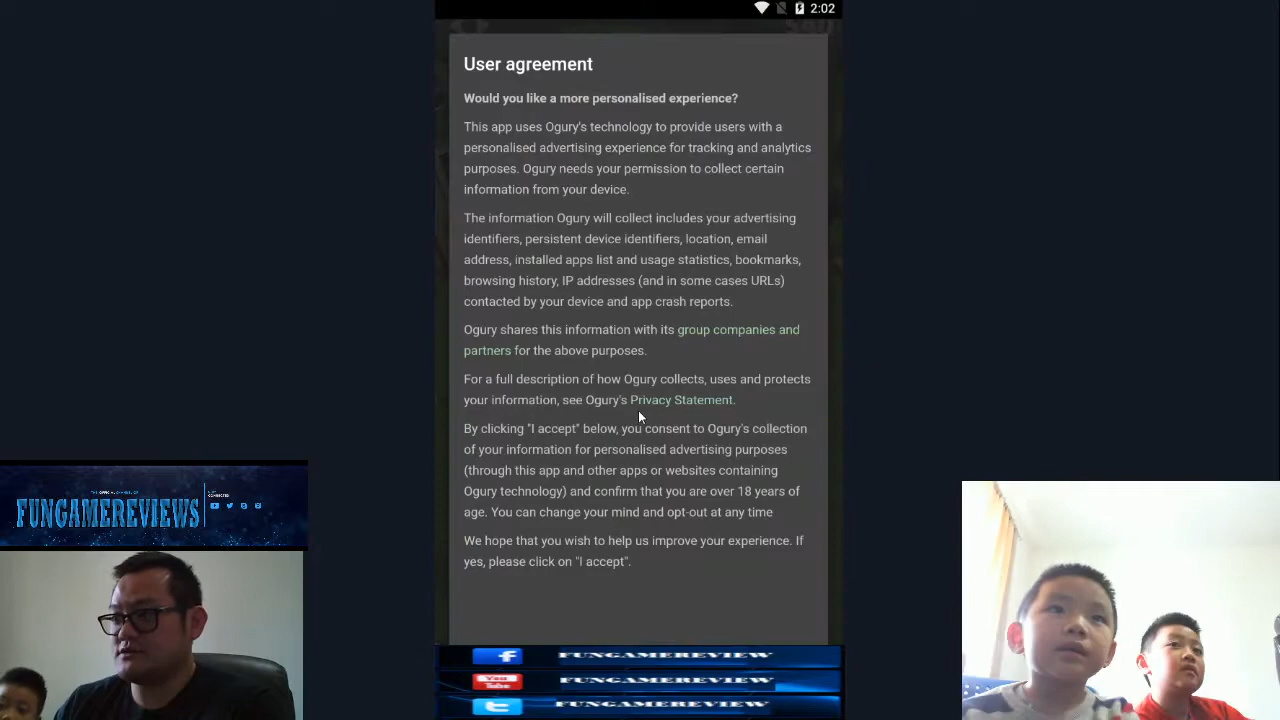 2:02
User agreement
Would you like a more personalised experience?
This app uses Ogury's technology to provide users with a
personalised advertising experience for tracking and analytics
purposes. Ogury needs your permission to collect certain
information from your device.
The information Ogury will collect includes your advertising
identifiers, persistent device identifiers, location, email
address, installed apps list and usage statistics, bookmarks,
browsing history, IP addresses (and in some cases URLs)
contacted by your device and app crash reports.
Ogury shares this information with its group companies and
partners for the above purposes.
For a full description of how Ogury collects, uses and protects
your information, see Ogury's Privacy Statement.
By clicking "I accept" below, you consent to Ogury's collection
of your information for personalised advertising purposes
(through this app and other apps or websites containing
Ogury technology) and confirm that you are over 18 years of
age. You can change your mind and opt-out at any time
We hope that you wish to help us improve your experience. If
yes, please click on "I accept".
THE OFFICIAL CHANNEL OF
FUNGAMEREVIEWS
CONNECTED
f FUNGAMEREVIEW
You Tube FUNGAMEREVIEW
t FUNGAMEREVIEW